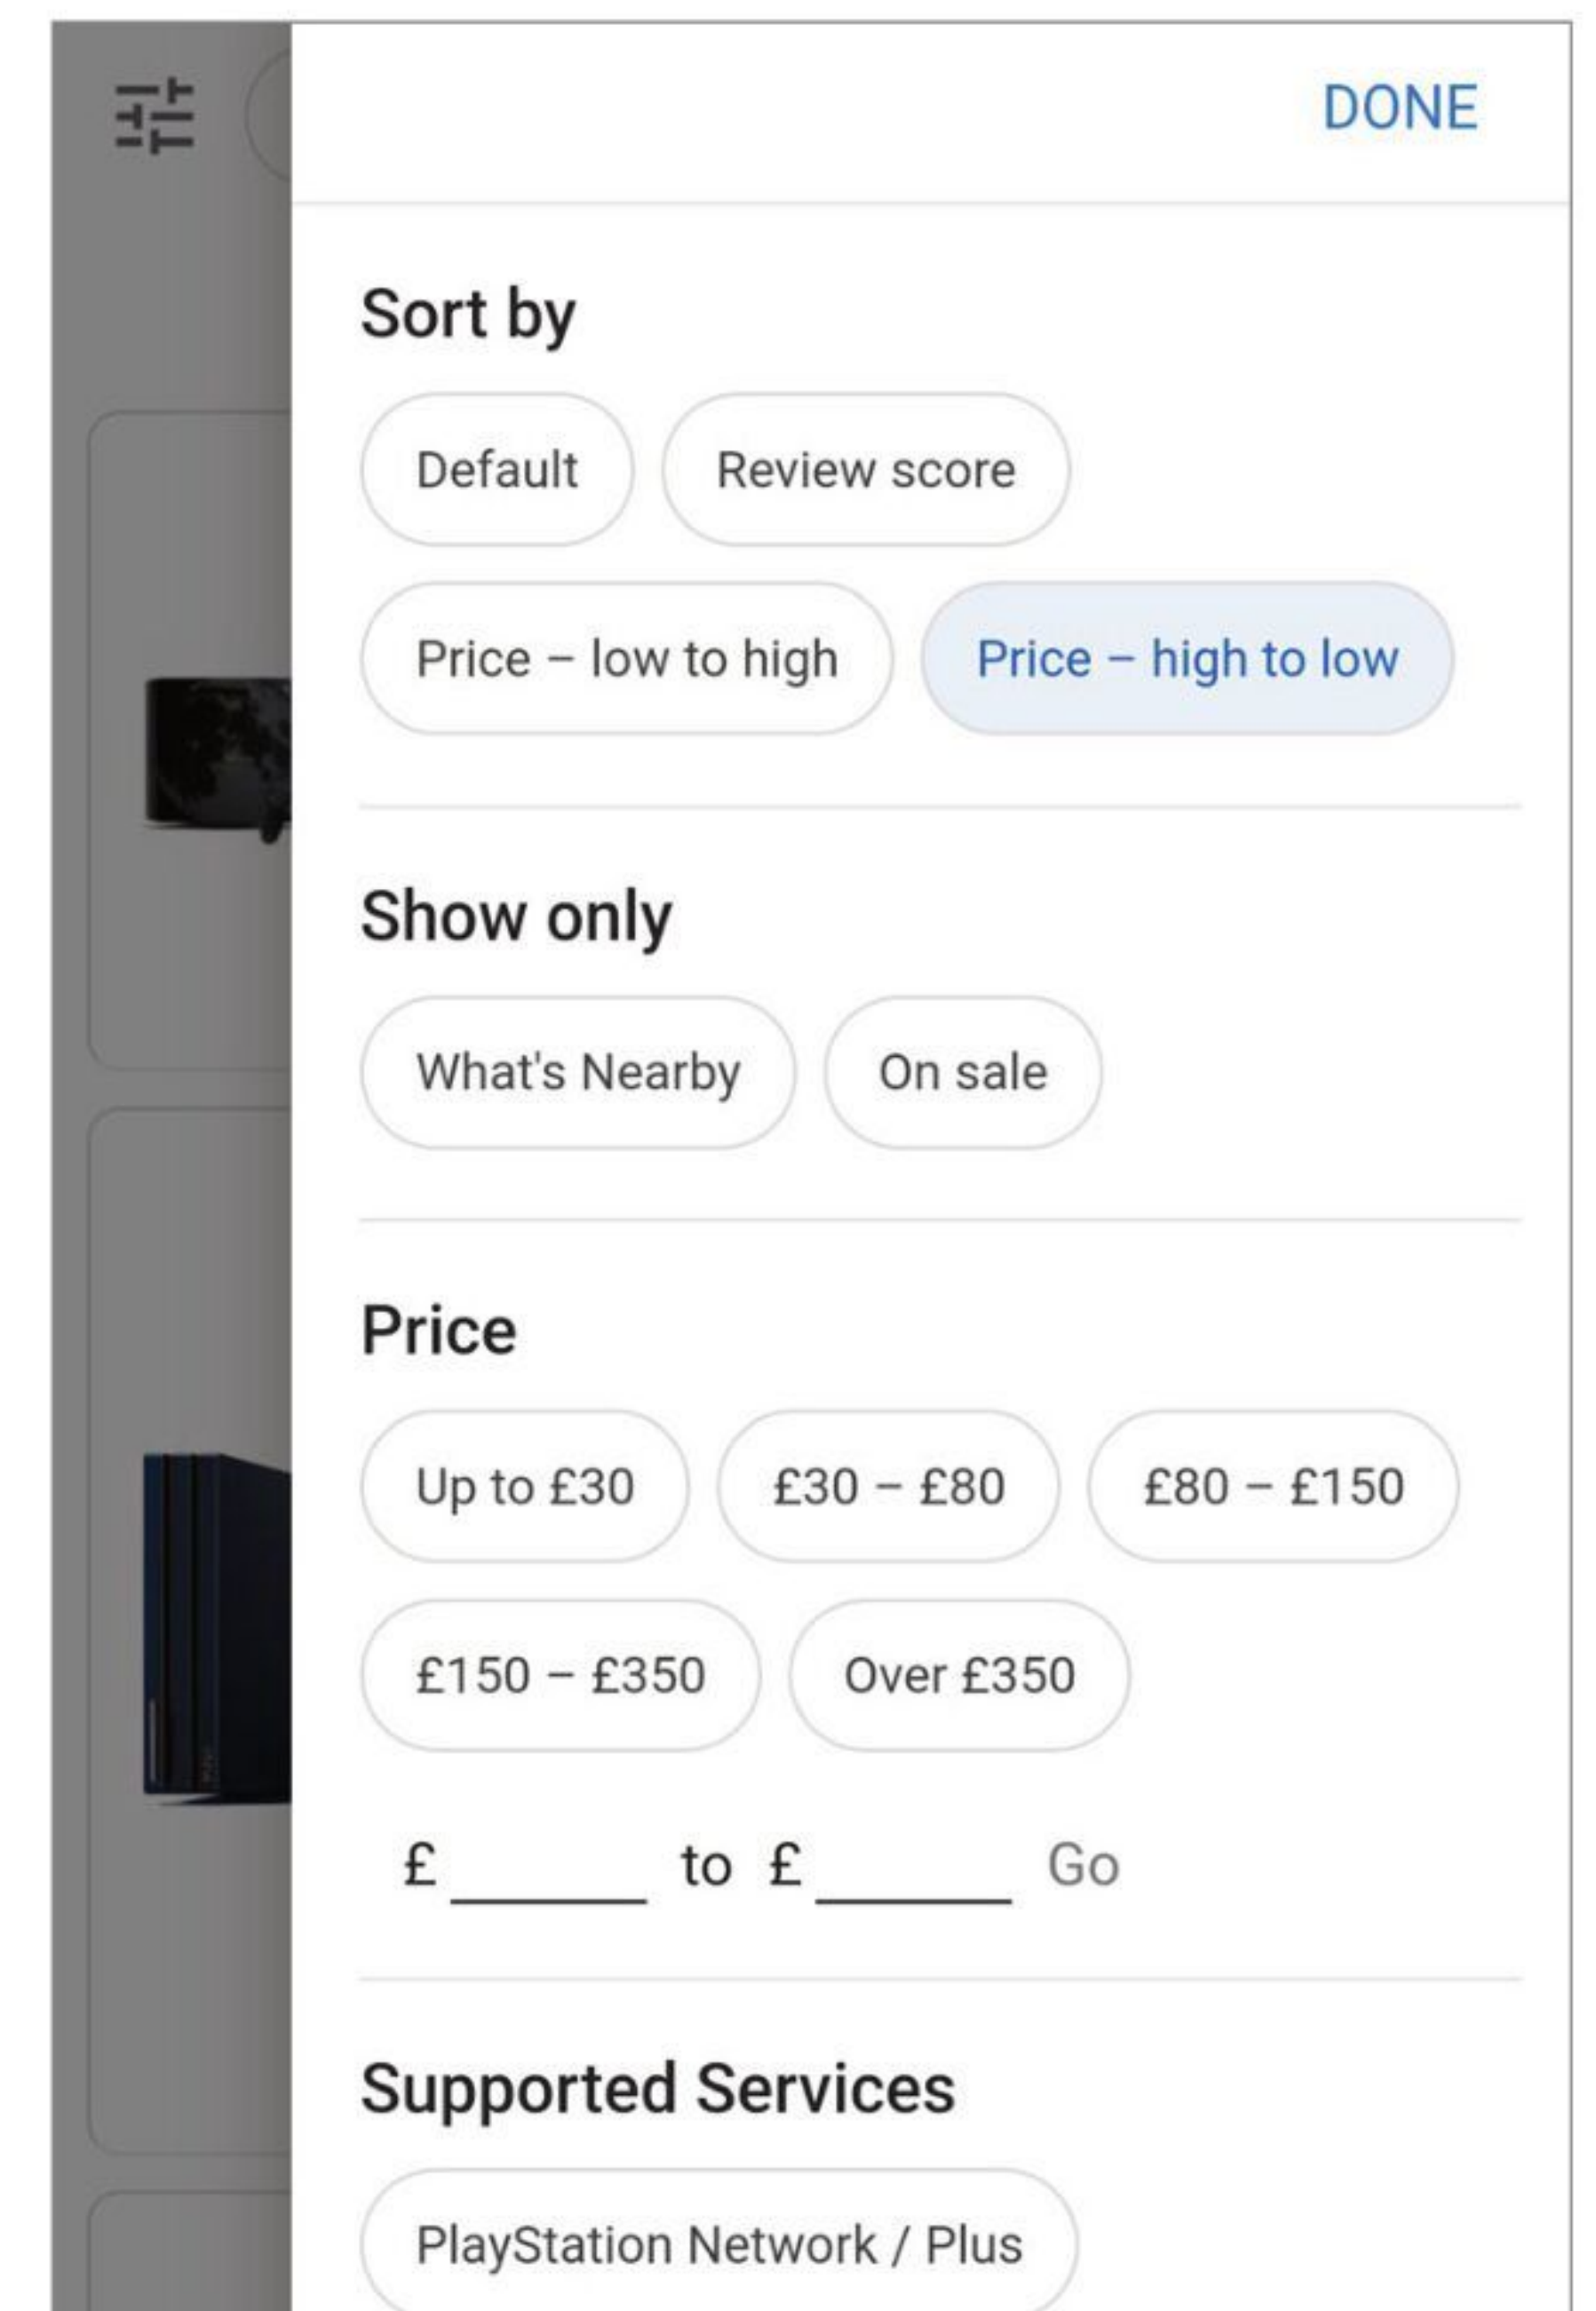 DONE
Sort by
Default Review score
Price – low to high Price – high to low
Show only
What's Nearby On sale
Price
Up to £30 £30 – £80 £80 – £150
£150 – £350 Over £350
£ to £ Go
Supported Services
PlayStation Network / Plus